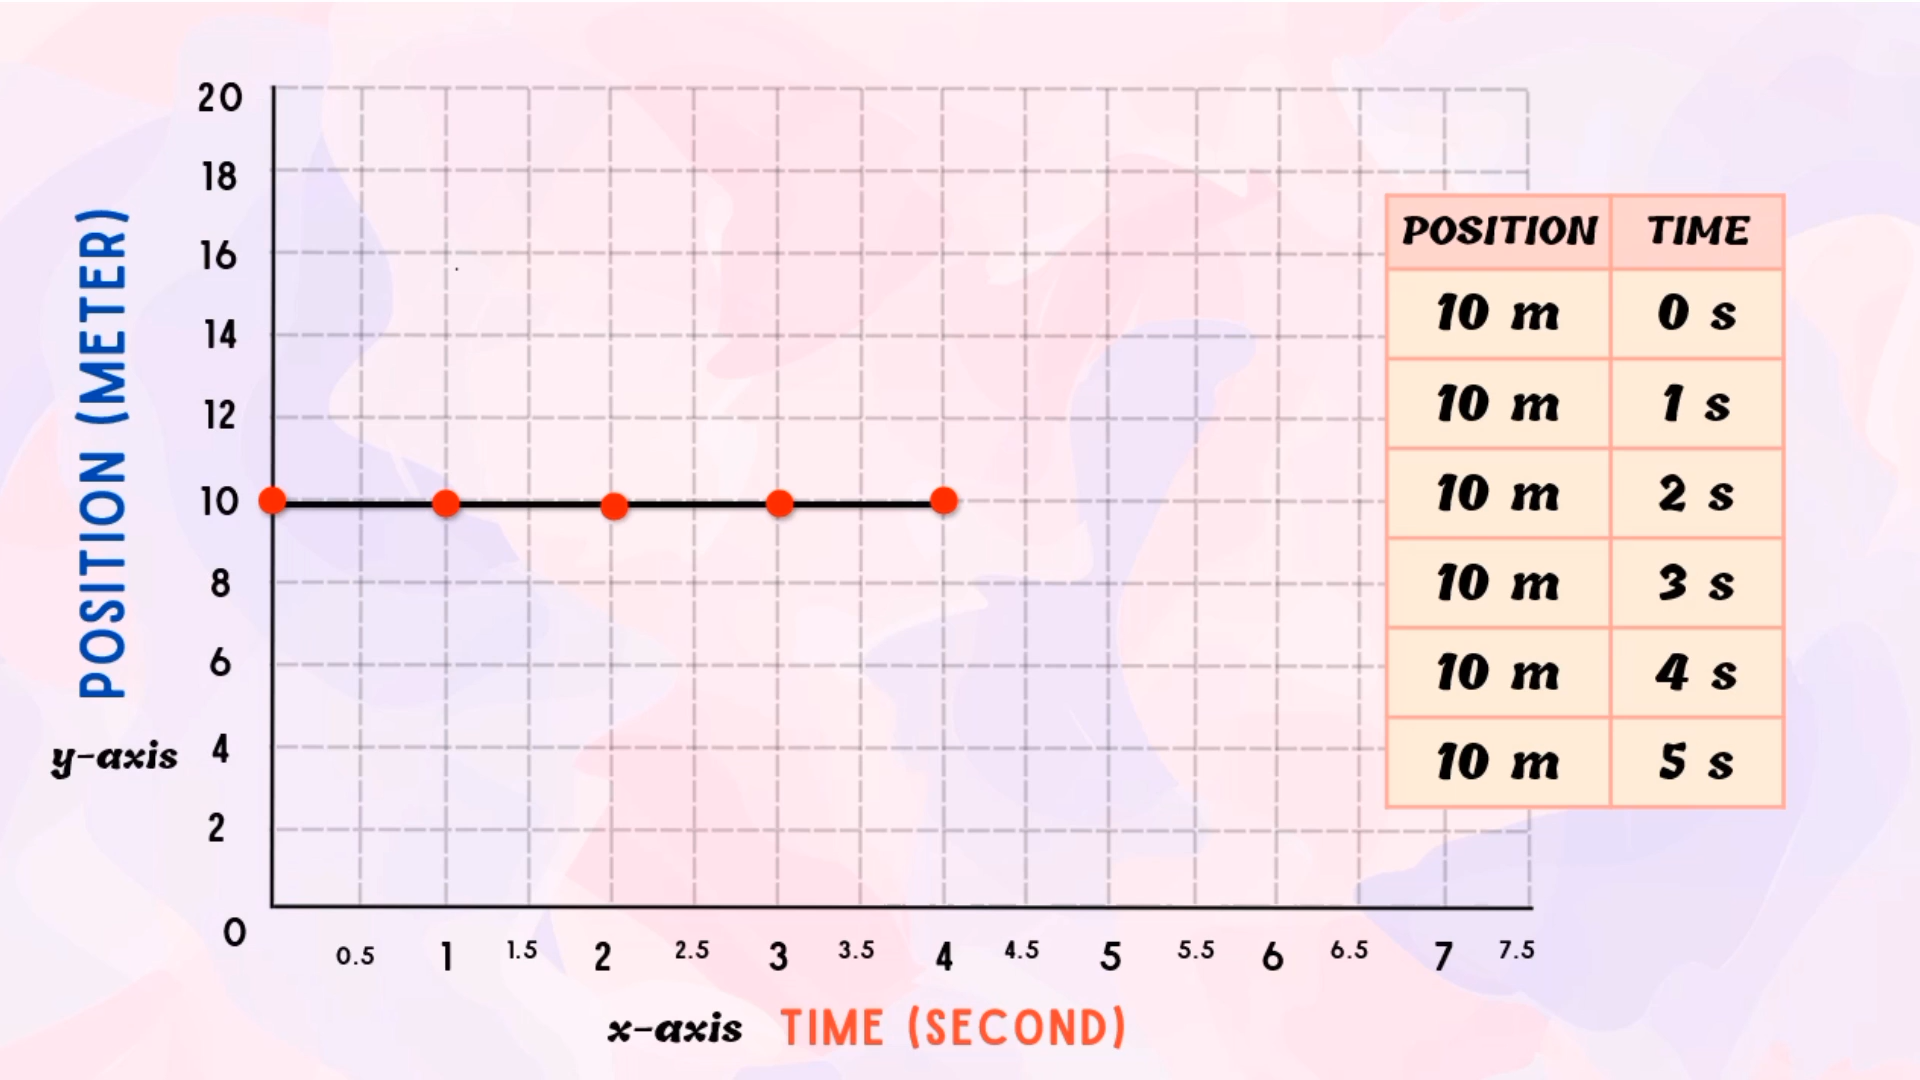 20
18
16
14
12
10
8
6
4
2
0
POSITION (METER)
y-axis
0.5 1 1.5 2 2.5 3 3.5 4 4.5 5 5.5 6 6.5 7 7.5
x-axis TIME (SECOND)
POSITION TIME
10 m 0 s
10 m 1 s
10 m 2 s
10 m 3 s
10 m 4 s
10 m 5 s